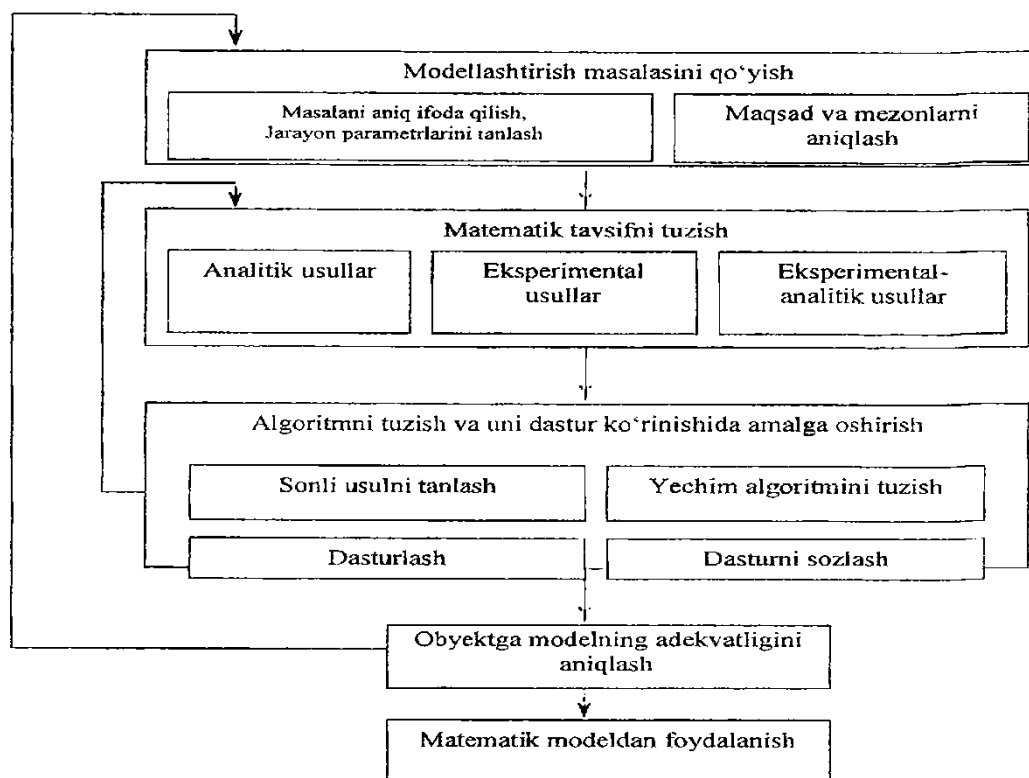 Modellashtirish masalasini qo‘yish
Masalani aniq ifoda qilish,
Jarayon parametrlarini tanlash
Maqsad va mezonlarni
aniqlash
Matematik tavsifni tuzish
Analitik usullar
Eksperimental
usullar
Eksperimental-
analitik usullar
Algoritmni tuzish va uni dastur ko‘rinishida amalga oshirish
Sonli usulni tanlash
Yechim algoritmini tuzish
Dasturlash
Dasturni sozlash
Obyektga modelning adekvatligini
aniqlash
Matematik modeldan foydalanish